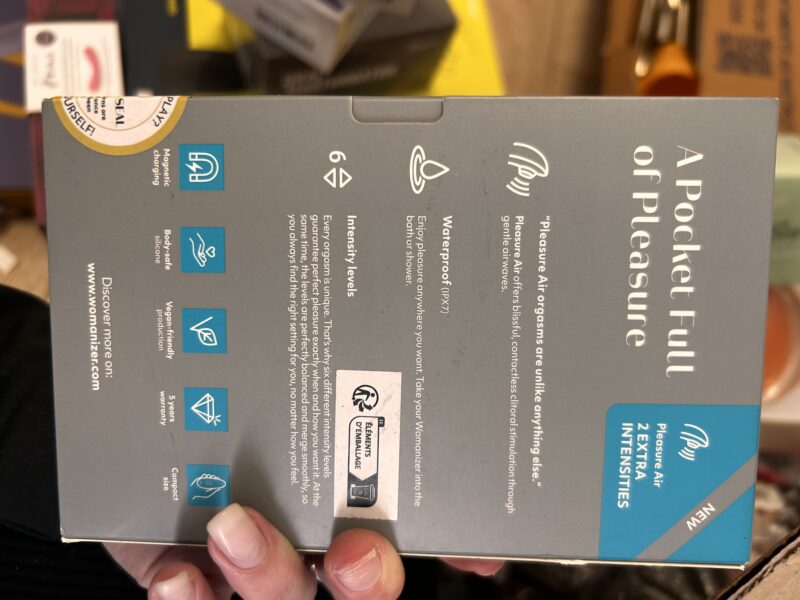 A Pocket Full
of Pleasure
Pleasure Air
2 EXTRA
INTENSITIES
NEW
"Pleasure Air orgasms are unlike anything else."
Pleasure Air offers blissful, contactless clitoral stimulation through
gentle air waves.
Waterproof (IPX7)
Enjoy pleasure anywhere you want. Take your Womanizer into the
bath or shower.
6
Intensity levels
Every orgasm is unique. That's why six different intensity levels
guarantee perfect pleasure exactly when and how you want it. At the
same time, the levels are perfectly balanced and merge smoothly, so
you always find the right setting for you, no matter how you feel.
FR
ÉLÉMENTS
D'EMBALLAGE
Magnetic
charging
Body-safe
silicone
Vegan-friendly
production
5 years
warranty
Compact
size
Discover more on:
www.womanizer.com
PLAY?
SEAL
YOURSELF!